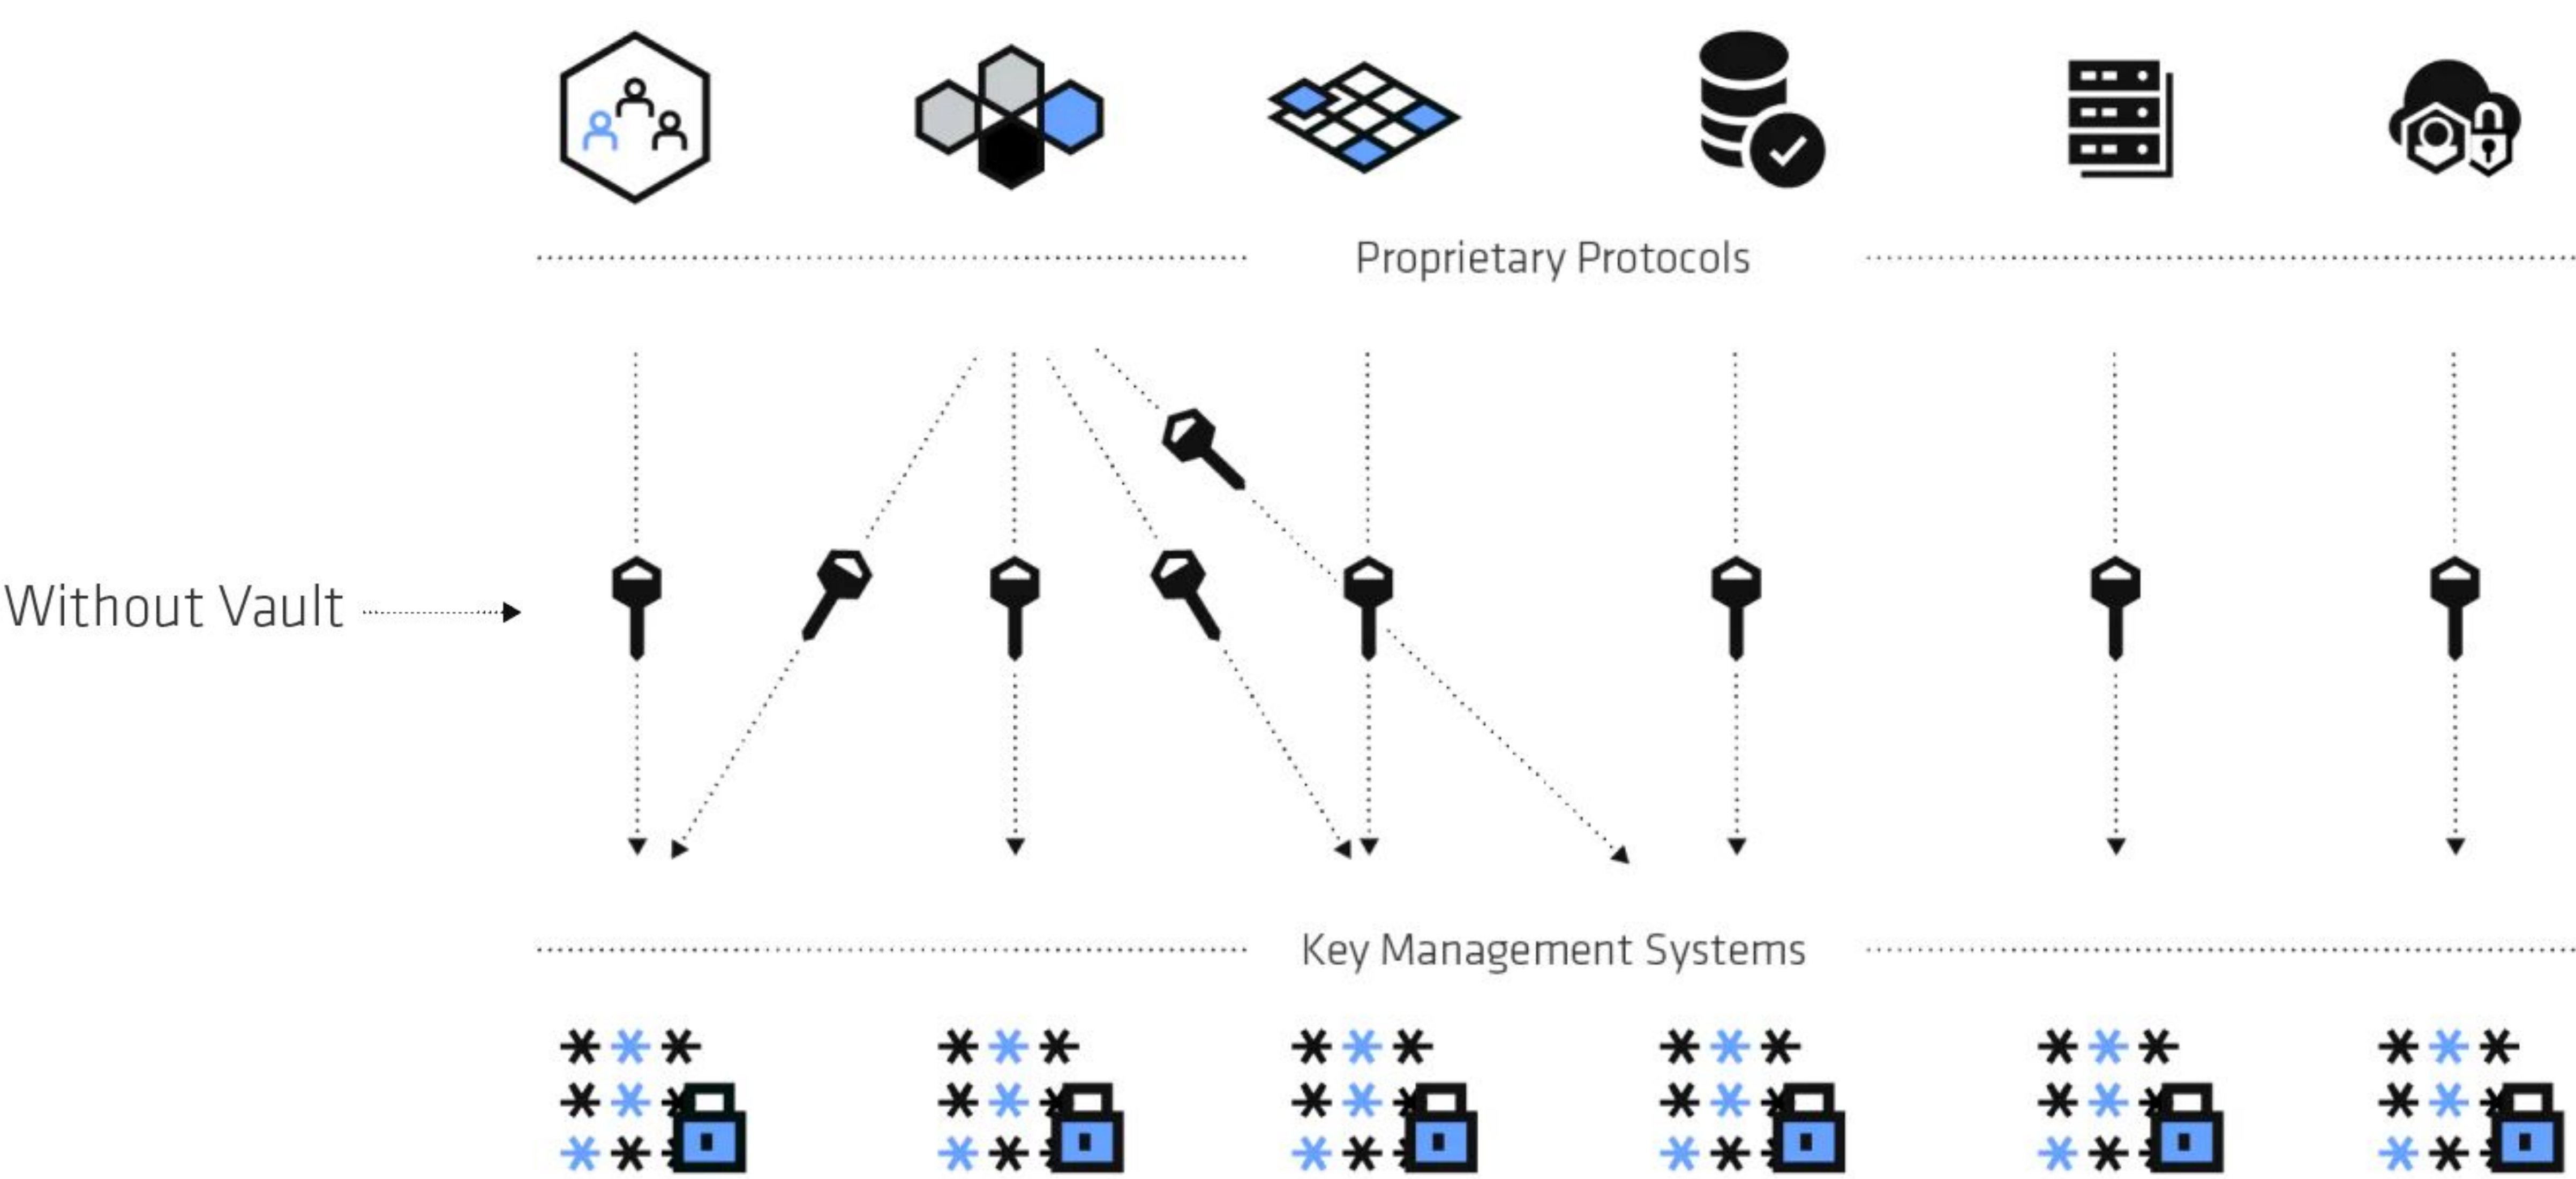 Proprietary Protocols
Without Vault
Key Management Systems